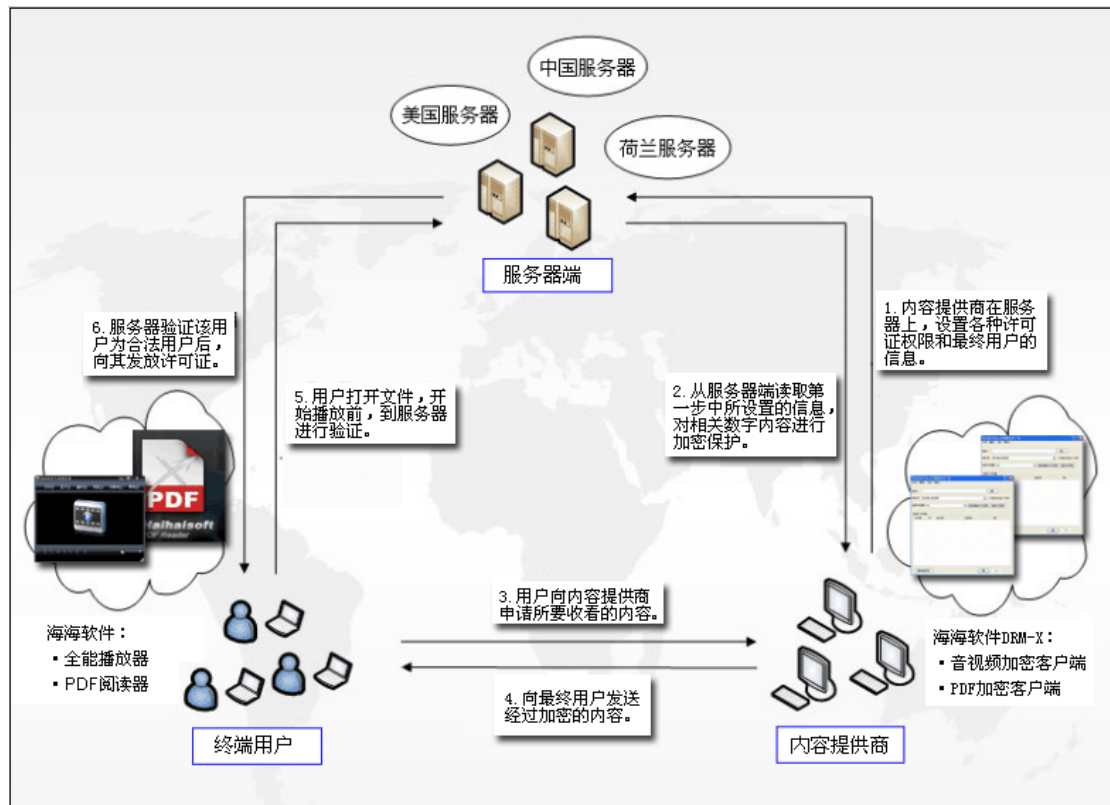 中国服务器
美国服务器
荷兰服务器
服务器端
1. 内容提供商在服务
器上，设置各种许可
证权限和最终用户的
信息。
2. 从服务器端读取第
一步中所设置的信息，
对相关数字内容进行
加密保护。
6. 服务器验证该用
户为合法用户后，
向其发放许可证。
5. 用户打开文件，开
始播放前，到服务器
进行验证。
PDF
Haihaisoft
PDF Reader
3. 用户向内容提供商
申请所要收看的内容。
4. 向最终用户发送
经过加密的内容。
海海软件：
▪ 全能播放器
▪ PDF阅读器
海海软件DRM-X：
▪ 音视频加密客户端
▪ PDF加密客户端
终端用户
内容提供商